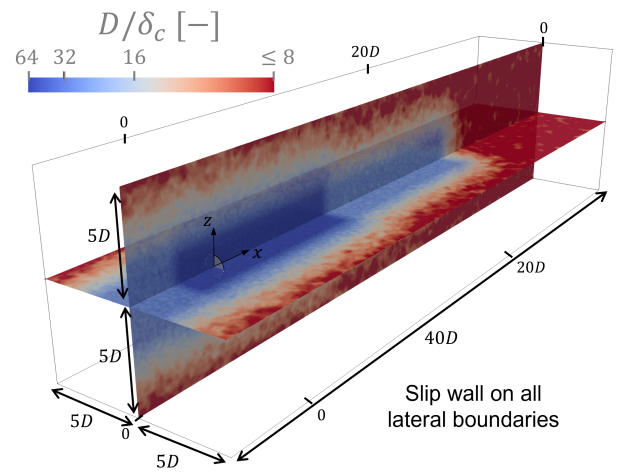 D/δc [−]
64 32 16 ≤ 8
0
20D
0
5D
z
x
5D
20D
40D
0
5D
0
5D
Slip wall on all
lateral boundaries